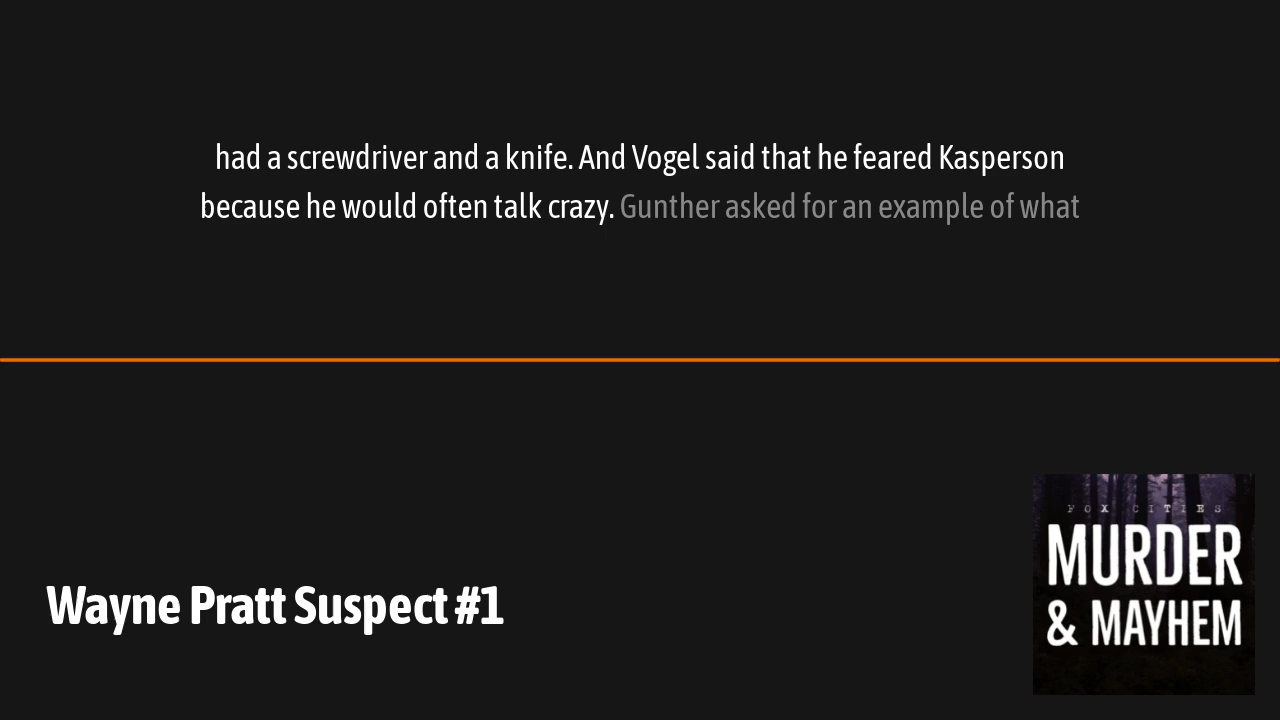 had a screwdriver and a knife. And Vogel said that he feared Kasperson
because he would often talk crazy. Gunther asked for an example of what
Wayne Pratt Suspect #1
FOX CITIES
MURDER
& MAYHEM